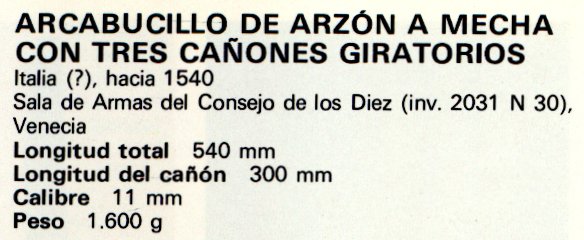 ARCABUCILLO DE ARZÓN A MECHA
CON TRES CAÑONES GIRATORIOS
Italia (?), hacia 1540
Sala de Armas del Consejo de los Diez (inv. 2031 N 30),
Venecia
Longitud total 540 mm
Longitud del cañón 300 mm
Calibre 11 mm
Peso 1.600 g